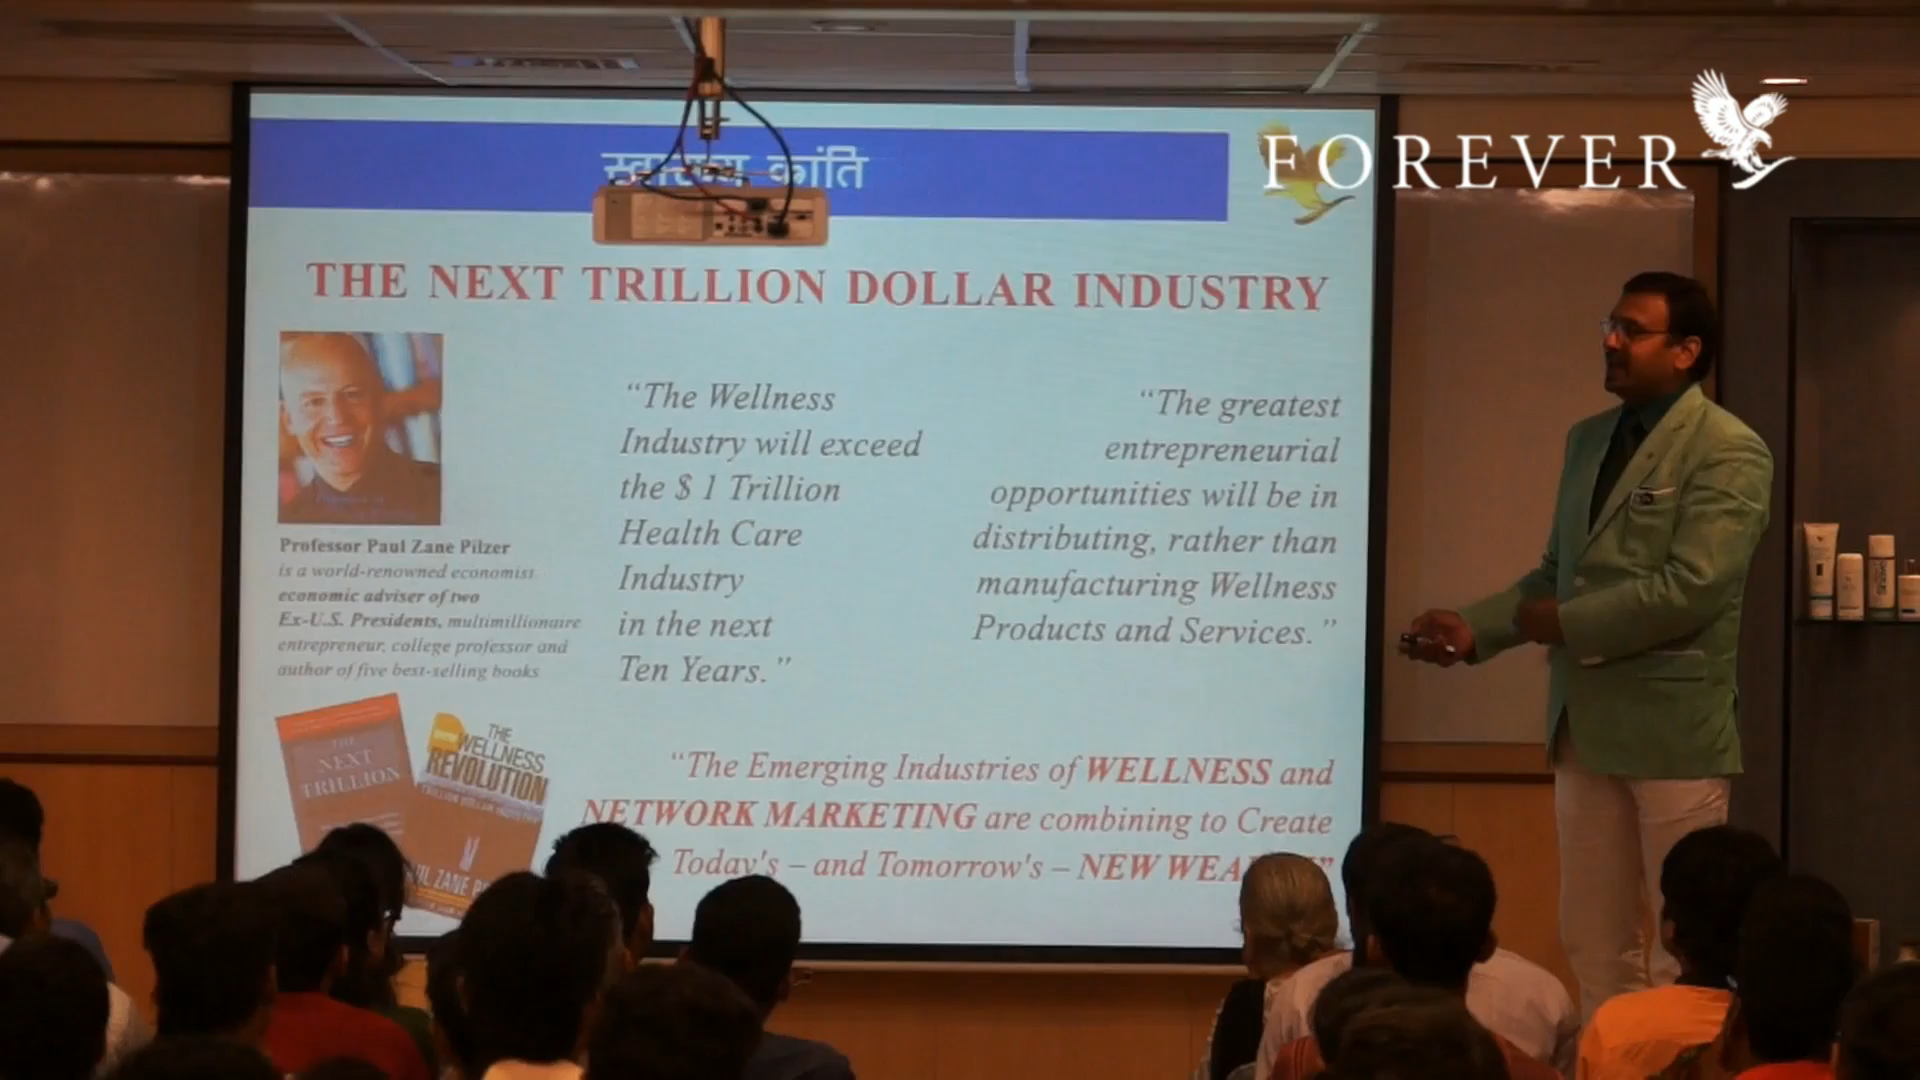 FOREVER
कांति
THE NEXT TRILLION DOLLAR INDUSTRY
“The Wellness
Industry will exceed
the $ 1 Trillion
Health Care
Industry
in the next
Ten Years.”
“The greatest
entrepreneurial
opportunities will be in
distributing, rather than
manufacturing Wellness
Products and Services.”
Professor Paul Zane Pilzer
is a world-renowned economist
economic adviser of two
Ex-U.S. Presidents, multimillionaire
entrepreneur, college professor and
author of five best-selling books
THE
NEXT
TRILLION
THE
WELLNESS
REVOLUTION
ZANE
“The Emerging Industries of WELLNESS and
NETWORK MARKETING are combining to Create
Today's – and Tomorrow's – NEW